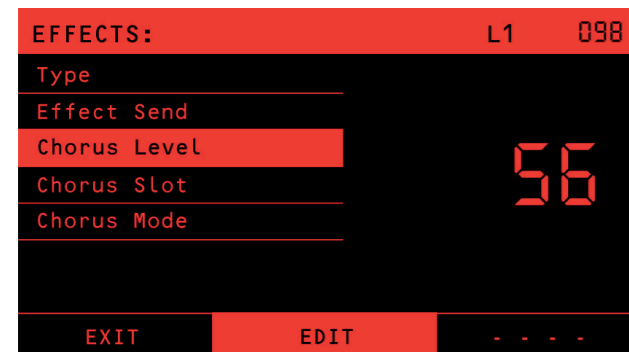 EFFECTS: L1 098
Type
Effect Send
Chorus Level
56
Chorus Slot
Chorus Mode
EXIT EDIT - - - -